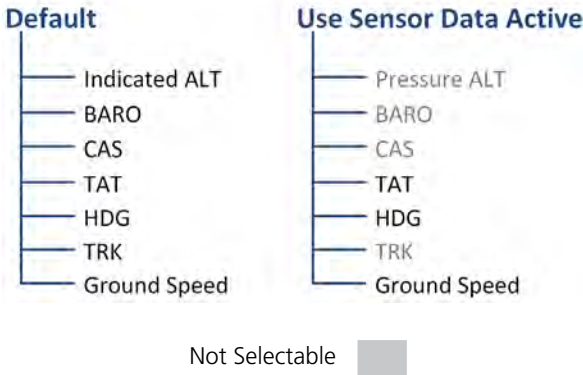 Default
Indicated ALT
BARO
CAS
TAT
HDG
TRK
Ground Speed
Use Sensor Data Active
Pressure ALT
BARO
CAS
TAT
HDG
TRK
Ground Speed
Not Selectable